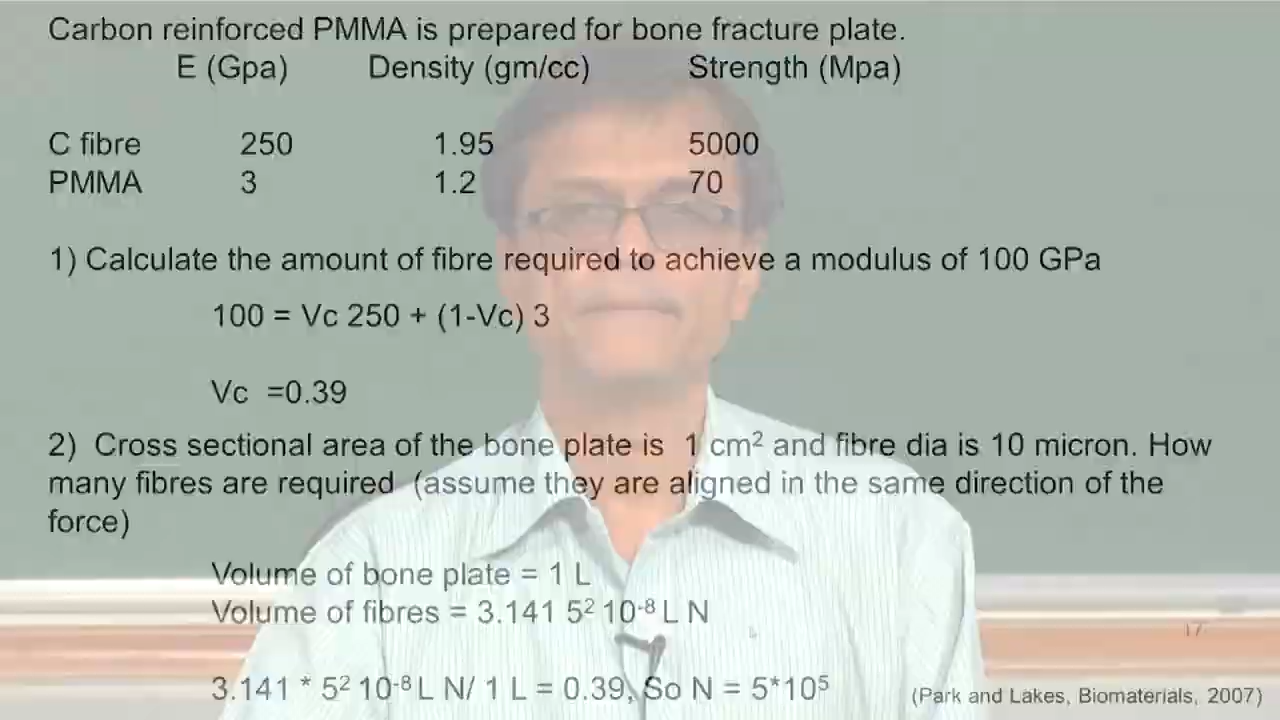 Carbon reinforced PMMA is prepared for bone fracture plate.
E (Gpa) Density (gm/cc) Strength (Mpa)
C fibre 250 1.95 5000
PMMA 3 1.2 70
1) Calculate the amount of fibre required to achieve a modulus of 100 GPa
100 = Vc 250 + (1-Vc) 3
Vc =0.39
2) Cross sectional area of the bone plate is 1 cm² and fibre dia is 10 micron. How
many fibres are required (assume they are aligned in the same direction of the
force)
Volume of bone plate = 1 L
Volume of fibres = 3.141 5² 10⁻⁸ L N
17
3.141 * 5² 10⁻⁸ L N/ 1 L = 0.39, So N = 5*10⁵
(Park and Lakes, Biomaterials, 2007)